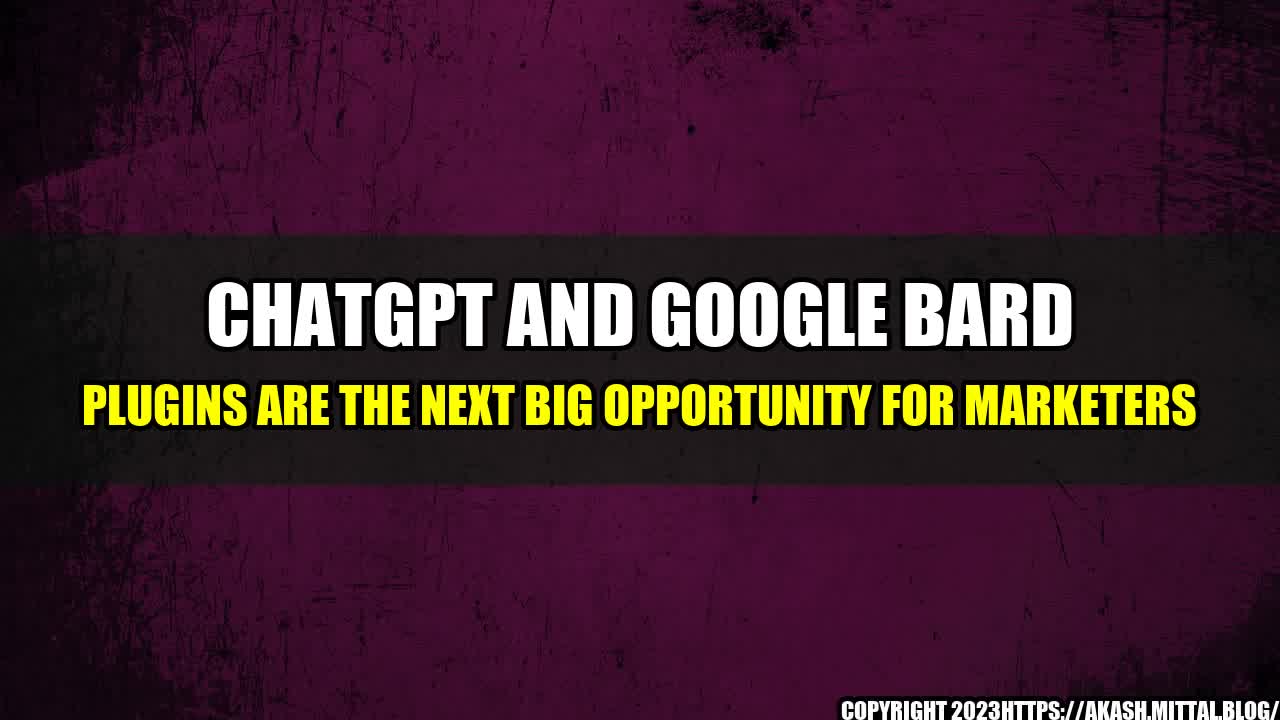 CHATGPT AND GOOGLE BARD
PLUGINS ARE THE NEXT BIG OPPORTUNITY FOR MARKETERS
COPYRIGHT 2023HTTPS://AKASH.MITTAL.BLOG/